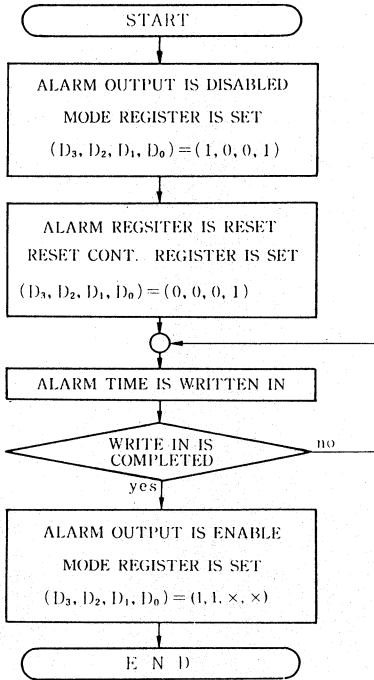 START
ALARM OUTPUT IS DISABLED
MODE REGISTER IS SET
(D₃, D₂, D₁, D₀)=(1, 0, 0, 1)
ALARM REGSITER IS RESET
RESET CONT. REGISTER IS SET
(D₃, D₂, D₁, D₀)=(0, 0, 0, 1)
ALARM TIME IS WRITTEN IN
WRITE IN IS
COMPLETED
no
yes
ALARM OUTPUT IS ENABLE
MODE REGISTER IS SET
(D₃, D₂, D₁, D₀)=(1, 1, ×, ×)
E N D